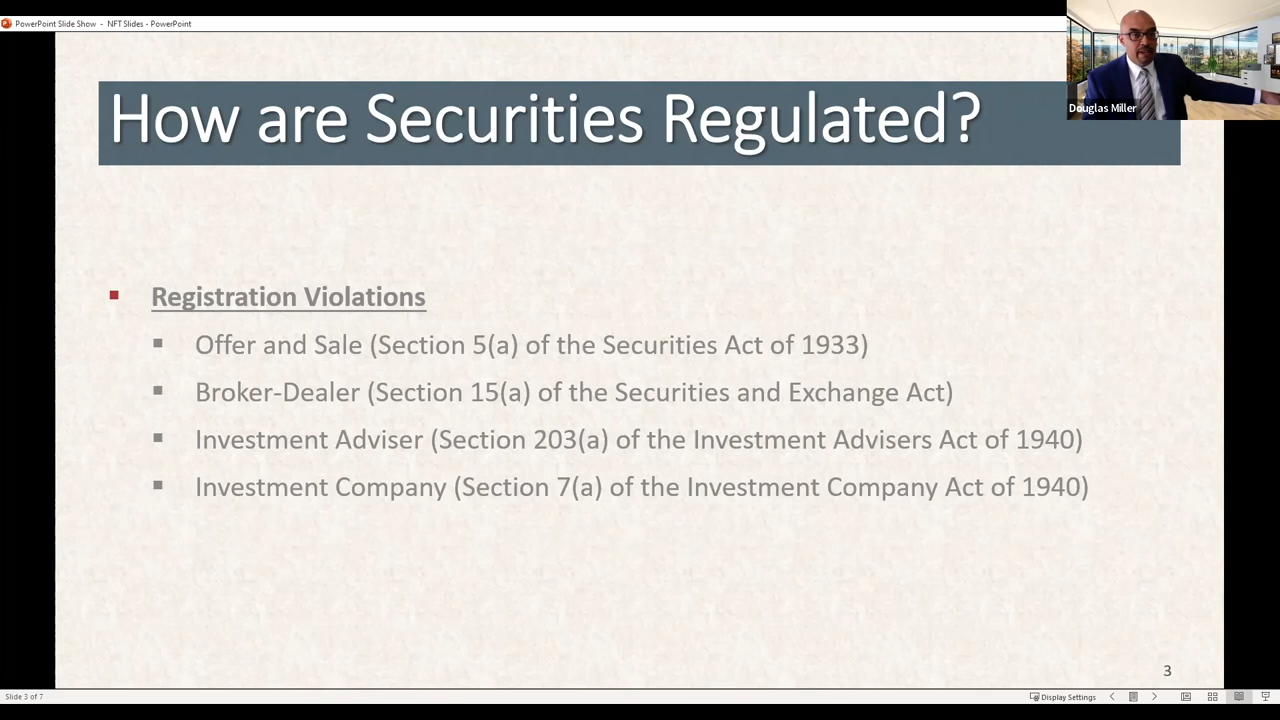 PowerPoint Slide Show - NFT Slides - PowerPoint
Douglas Miller
How are Securities Regulated?
Registration Violations
Offer and Sale (Section 5(a) of the Securities Act of 1933)
Broker-Dealer (Section 15(a) of the Securities and Exchange Act)
Investment Adviser (Section 203(a) of the Investment Advisers Act of 1940)
Investment Company (Section 7(a) of the Investment Company Act of 1940)
3
Slide 3 of 7
Display Settings